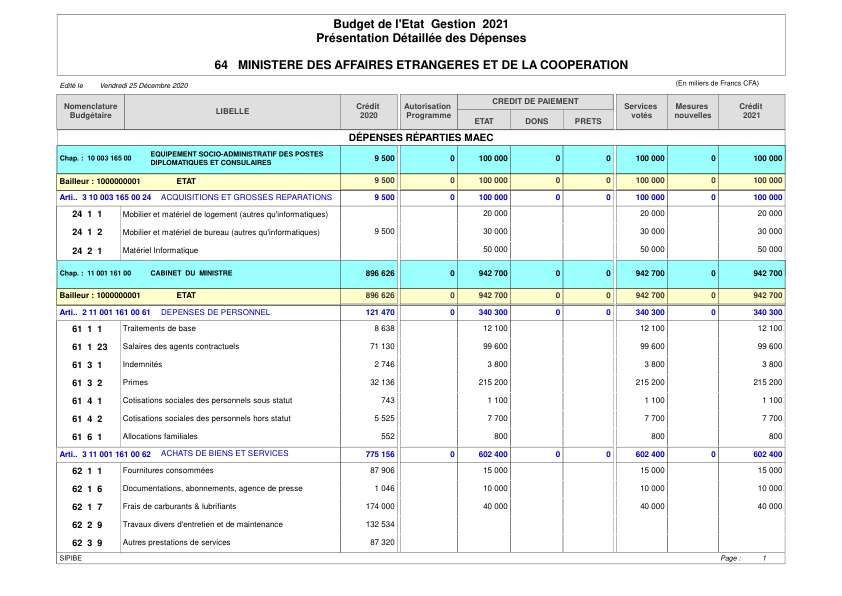 Budget de l'Etat Gestion 2021
Présentation Détaillée des Dépenses
64 MINISTERE DES AFFAIRES ETRANGERES ET DE LA COOPERATION
Edité le Vendredi 25 Décembre 2020 (En miliers de Francs CFA)
Nomenclature Budgétaire LIBELLE Crédit 2020 Autorisation Programme CREDIT DE PAIEMENT ETAT DONS PRETS Services votés Mesures nouvelles Crédit 2021
DÉPENSES RÉPARTIES MAEC
Chap. : 10 003 165 00 EQUIPEMENT SOCIO-ADMINISTRATIF DES POSTES DIPLOMATIQUES ET CONSULAIRES 9 500 0 100 000 0 0 100 000 0 100 000
Bailleur : 1000000001 ETAT 9 500 0 100 000 0 0 100 000 0 100 000
Arti.. 3 10 003 165 00 24 ACQUISITIONS ET GROSSES REPARATIONS 9 500 0 100 000 0 0 100 000 0 100 000
24 1 1 Mobilier et matériel de logement (autres qu'informatiques) 20 000 20 000 20 000
24 1 2 Mobilier et matériel de bureau (autres qu'informatiques) 9 500 30 000 30 000 30 000
24 2 1 Matériel Informatique 50 000 50 000 50 000
Chap. : 11 001 161 00 CABINET DU MINISTRE 896 626 0 942 700 0 0 942 700 0 942 700
Bailleur : 1000000001 ETAT 896 626 0 942 700 0 0 942 700 0 942 700
Arti.. 2 11 001 161 00 61 DEPENSES DE PERSONNEL 121 470 0 340 300 0 0 340 300 0 340 300
61 1 1 Traitements de base 8 638 12 100 12 100 12 100
61 1 23 Salaires des agents contractuels 71 130 99 600 99 600 99 600
61 3 1 Indemnités 2 746 3 800 3 800 3 800
61 3 2 Primes 32 136 215 200 215 200 215 200
61 4 1 Cotisations sociales des personnels sous statut 743 1 100 1 100 1 100
61 4 2 Cotisations sociales des personnels hors statut 5 525 7 700 7 700 7 700
61 6 1 Allocations familiales 552 800 800 800
Arti.. 3 11 001 161 00 62 ACHATS DE BIENS ET SERVICES 775 156 0 602 400 0 0 602 400 0 602 400
62 1 1 Fournitures consommées 87 906 15 000 15 000 15 000
62 1 6 Documentations, abonnements, agence de presse 1 046 10 000 10 000 10 000
62 1 7 Frais de carburants & lubrifiants 174 000 40 000 40 000 40 000
62 2 9 Travaux divers d'entretien et de maintenance 132 534
62 3 9 Autres prestations de services 87 320
SIPIBE Page : 1